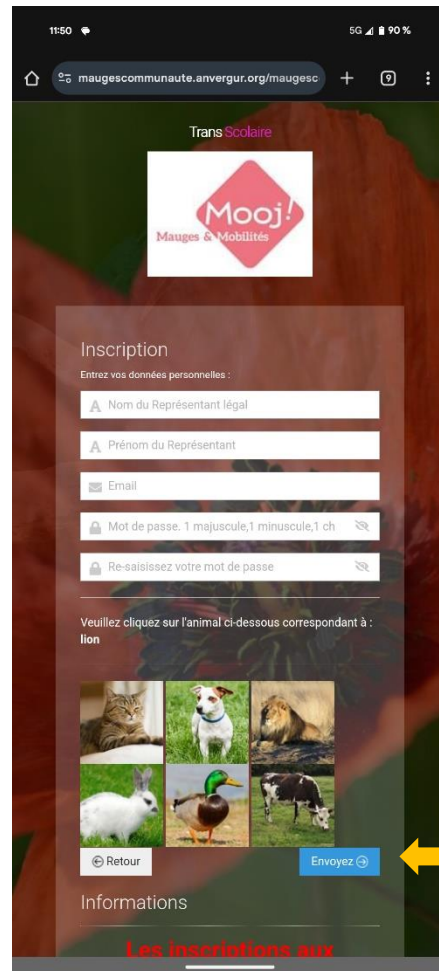 11:50
5G 90 %
maugescommunaute.anvergur.org/maugesc
9
Trans Scolaire
Mooj!
Mauges & Mobilités
Inscription
Entrez vos données personnelles :
A Nom du Représentant légal
A Prénom du Représentant
Email
Mot de passe. 1 majuscule,1 minuscule,1 ch
Re-saisissez votre mot de passe
Veuillez cliquez sur l'animal ci-dessous correspondant à :
lion
Retour
Envoyez
Informations
Les inscriptions aux